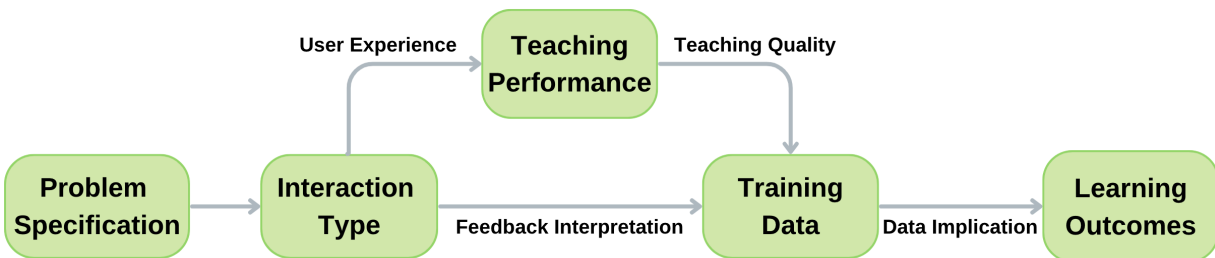 User Experience
Teaching
Performance
Teaching Quality
Problem
Specification
Interaction
Type
Feedback Interpretation
Training
Data
Data Implication
Learning
Outcomes